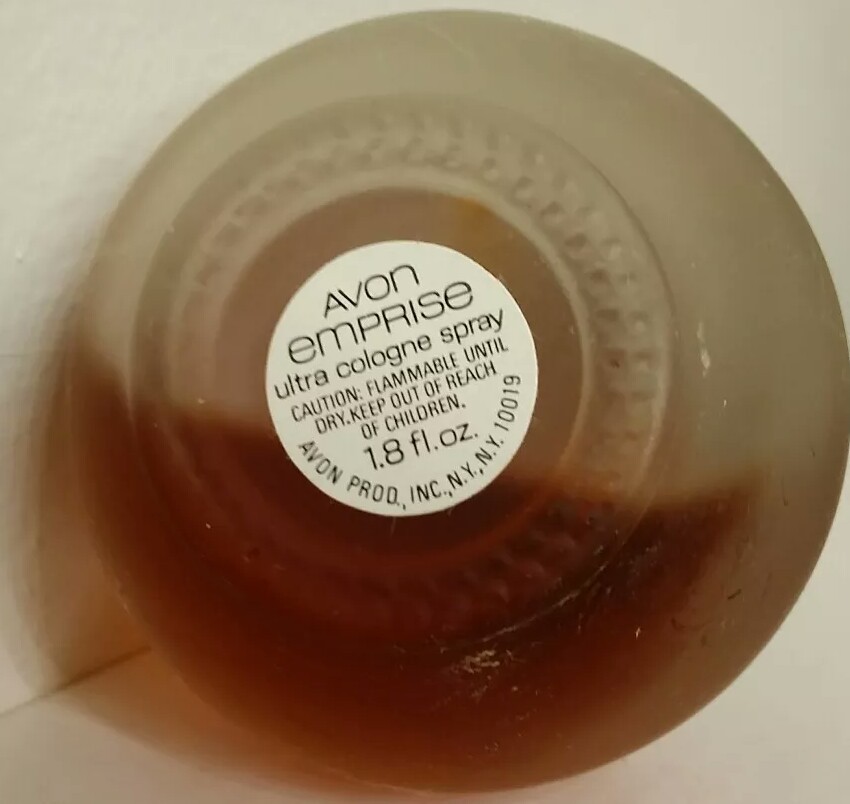 AVON
EMPRISE
ultra cologne spray
CAUTION: FLAMMABLE UNTIL
DRY.KEEP OUT OF REACH
OF CHILDREN.
1.8 fl.oz.
AVON PROD., INC.,N.Y.,N.Y. 10019